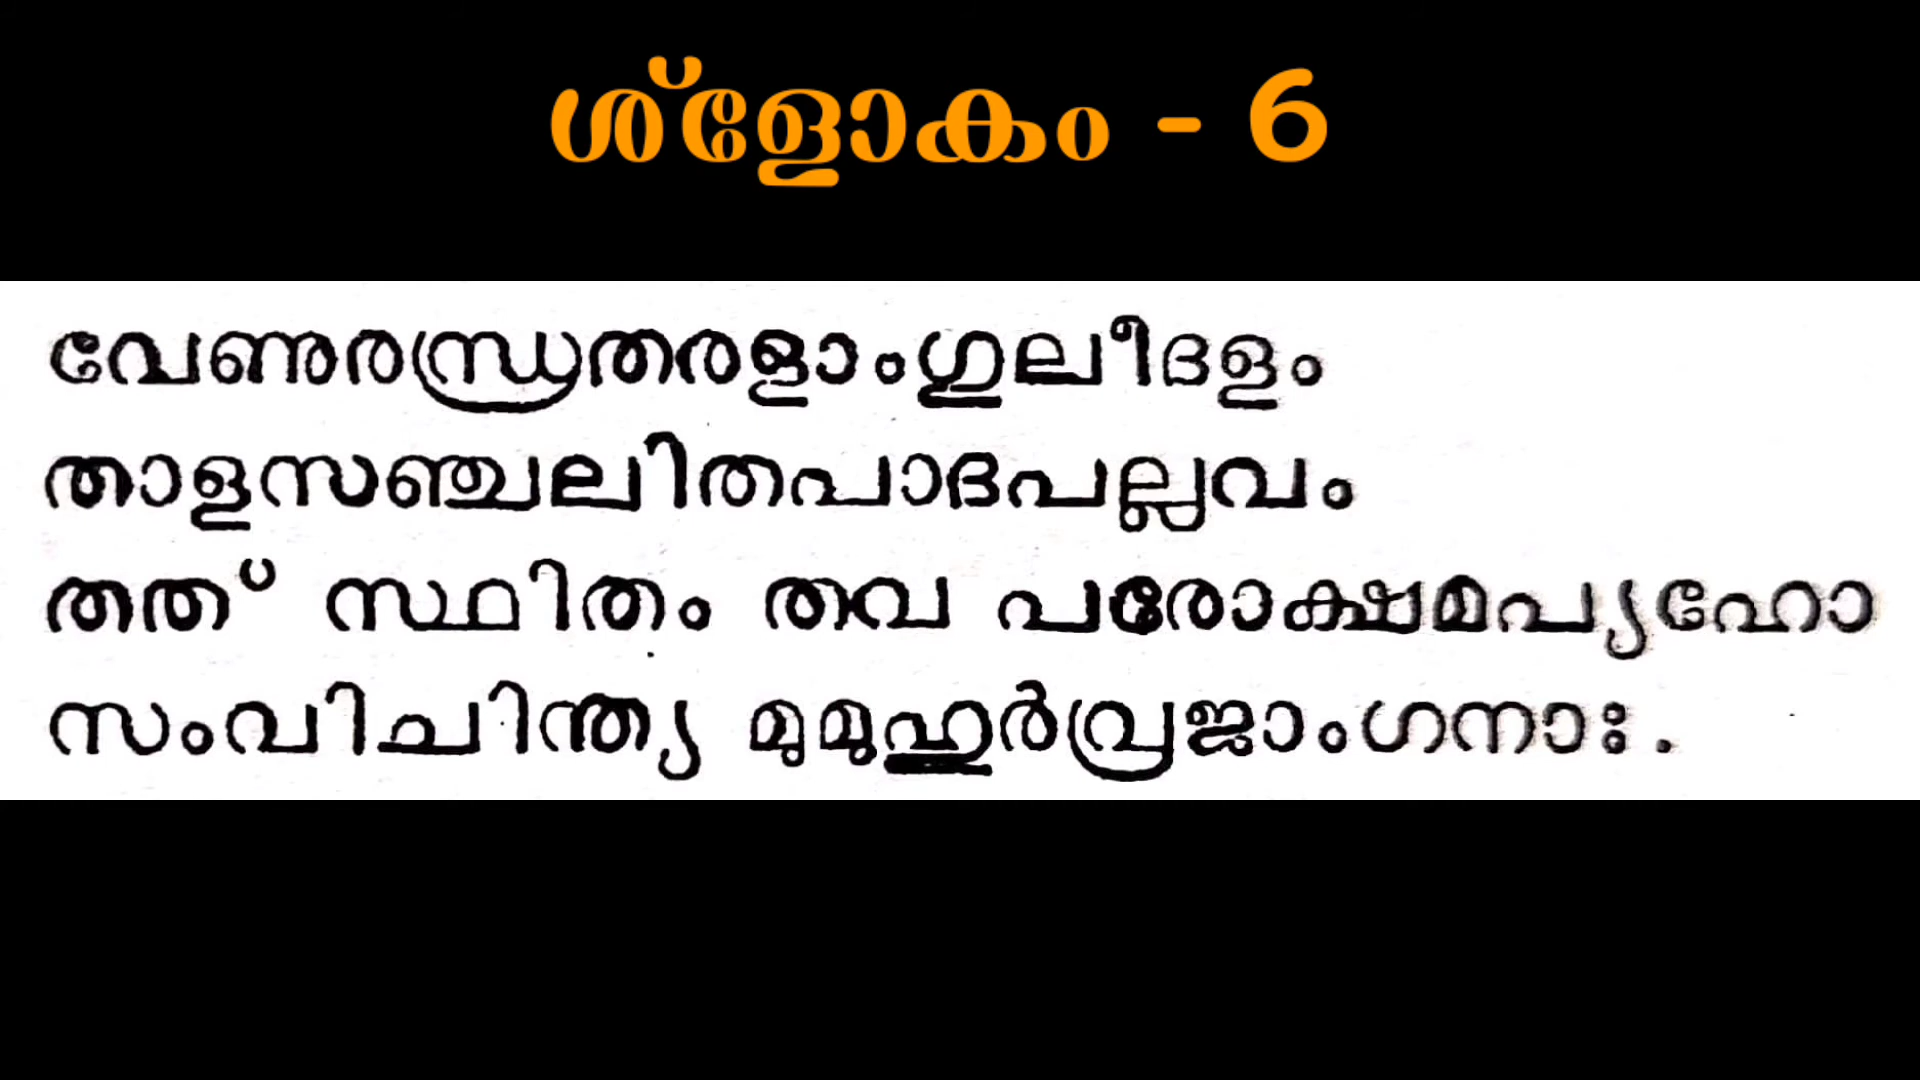 ശ്ളോകം - 6
വേണുരന്ധ്രതരളാംഗുലീദളം
താളസഞ്ചലിതപാദപല്ലവം
തത് സ്ഥിതം തവ പരോക്ഷമപ്യഹോ
സംവിചിന്ത്യ മുമുഹുർവ്രജാംഗനാഃ.